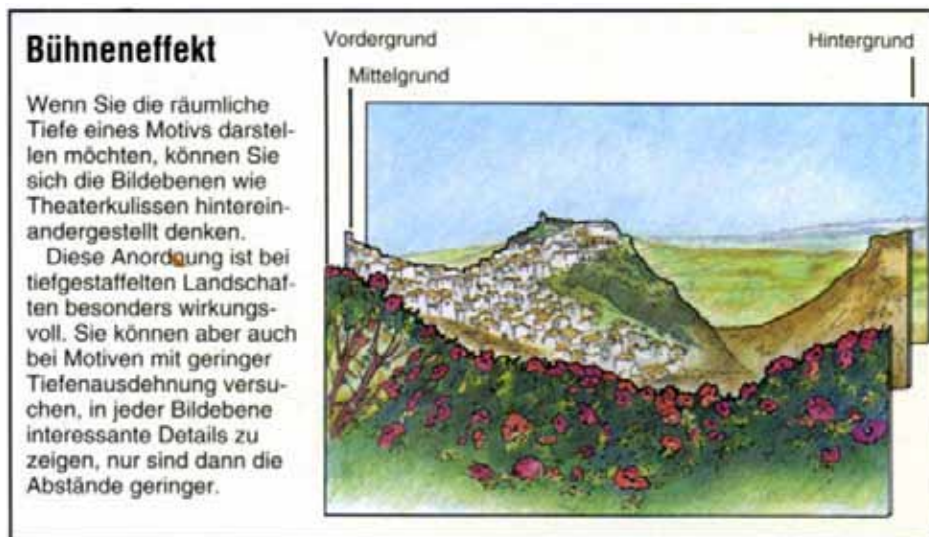 Bühneneffekt
Wenn Sie die räumliche
Tiefe eines Motivs darstel-
len möchten, können Sie
sich die Bildebenen wie
Theaterkulissen hinterein-
andergestellt denken.
Diese Anordnung ist bei
tiefgestaffelten Landschaf-
ten besonders wirkungs-
voll. Sie können aber auch
bei Motiven mit geringer
Tiefenausdehnung versu-
chen, in jeder Bildebene
interessante Details zu
zeigen, nur sind dann die
Abstände geringer.
Vordergrund
Hintergrund
Mittelgrund